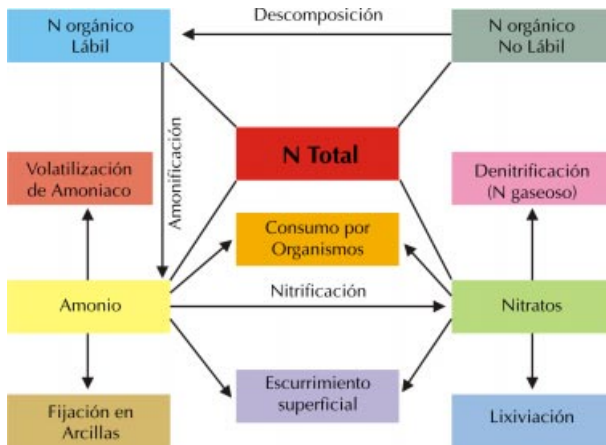 Descomposición
N orgánico
Lábil
N orgánico
No Lábil
Amonificación
N Total
Volatilización
de Amoniaco
Denitrificación
(N gaseoso)
Consumo por
Organismos
Nitrificación
Amonio
Nitratos
Escurrimiento
superficial
Fijación en
Arcillas
Lixiviación